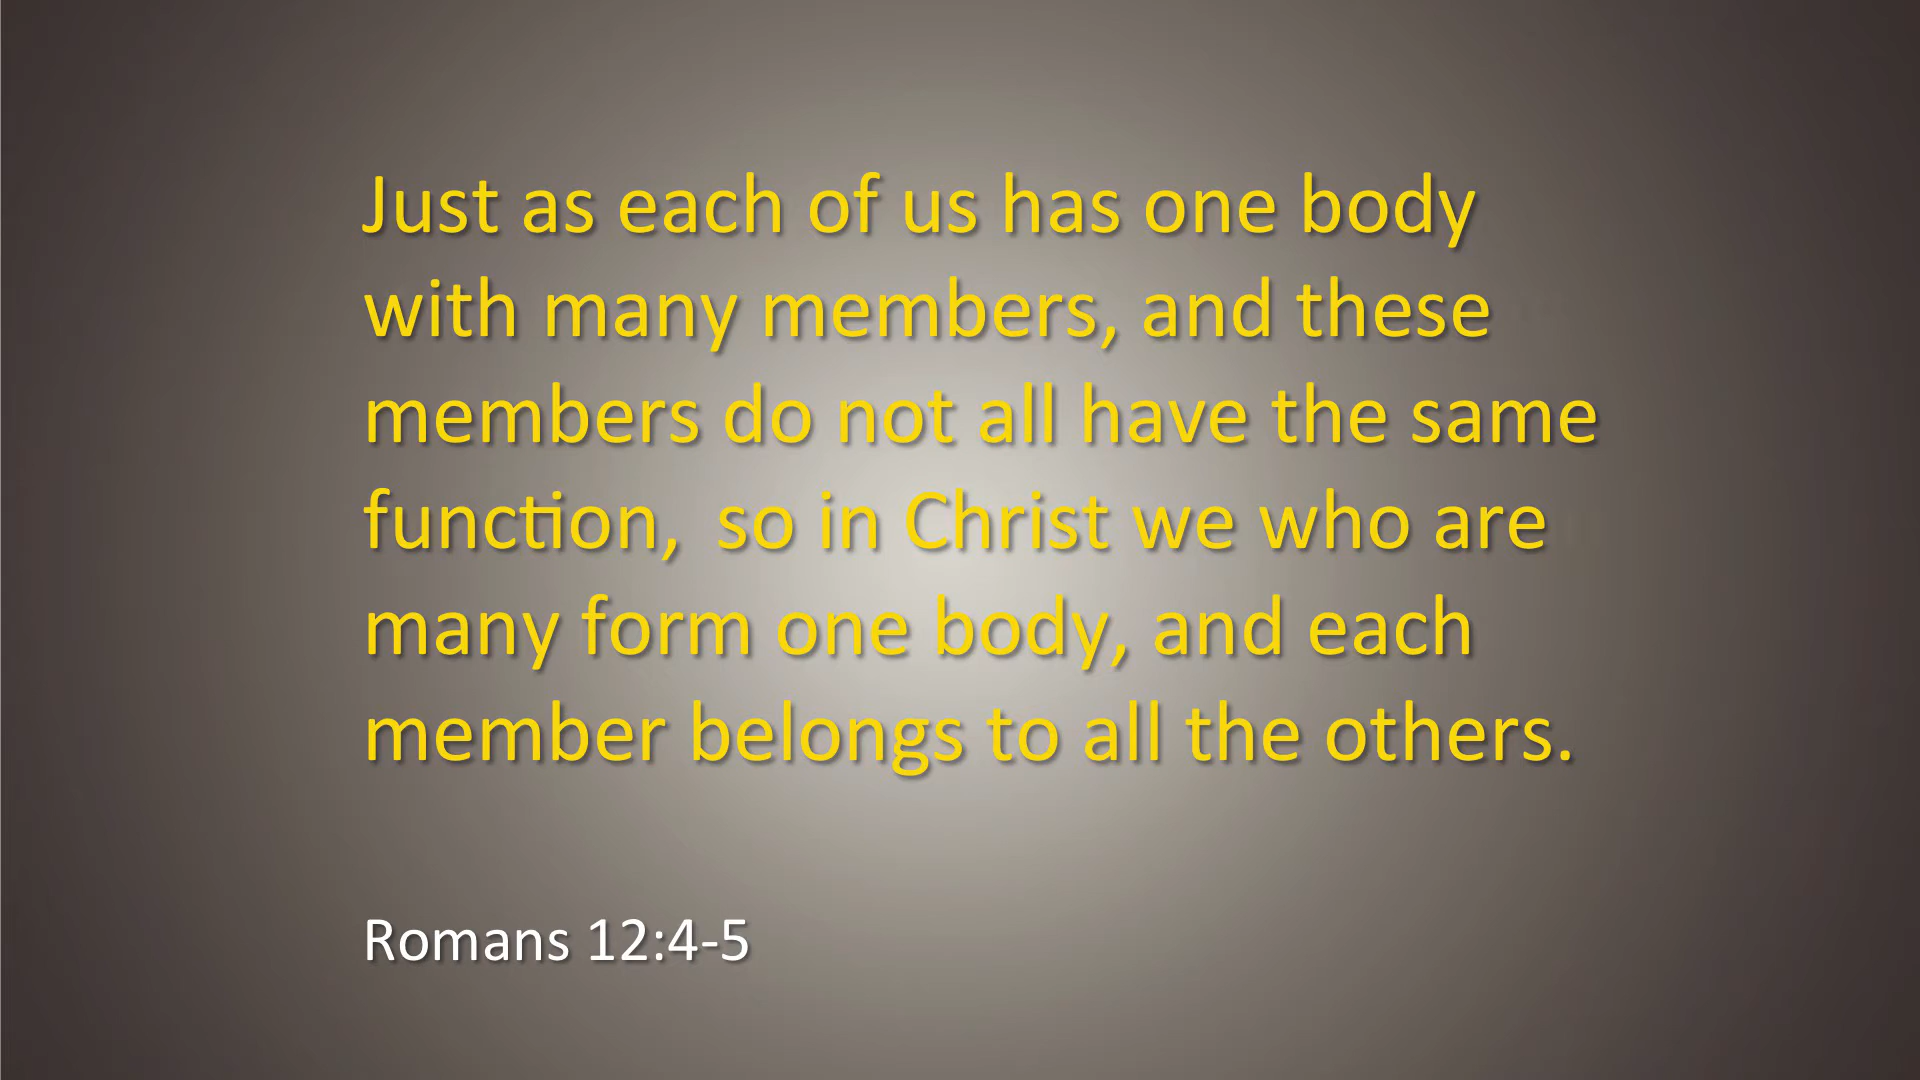 Just as each of us has one body
with many members, and these
members do not all have the same
function,  so in Christ we who are
many form one body, and each
member belongs to all the others.
Romans 12:4-5